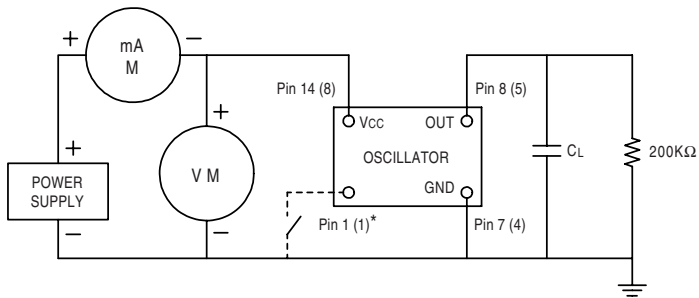 +
mA
M
−
Pin 14 (8)
Pin 8 (5)
+
+
VCC
OUT
OSCILLATOR
CL
200KΩ
V M
POWER
SUPPLY
GND
−
−
Pin 1 (1)*
Pin 7 (4)